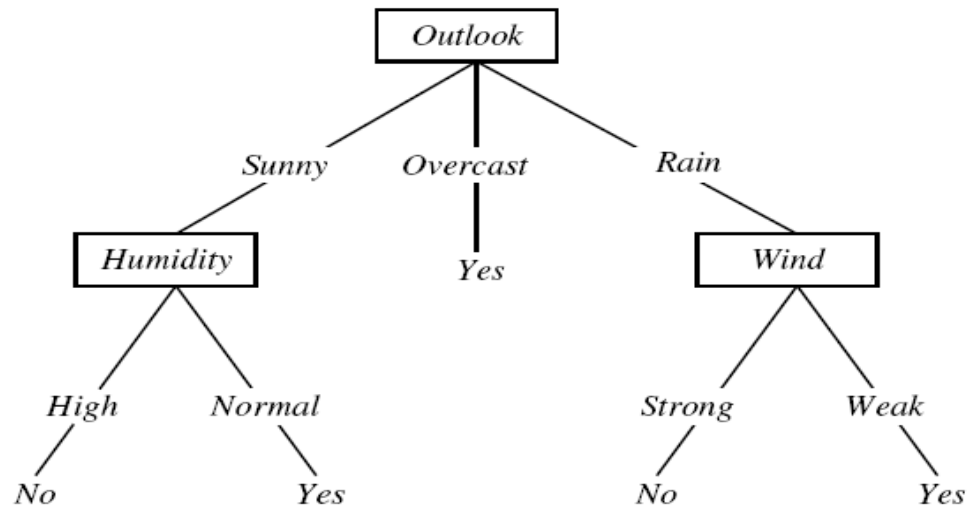 Outlook
Sunny Overcast Rain
Humidity Yes Wind
High Normal Strong Weak
No Yes No Yes